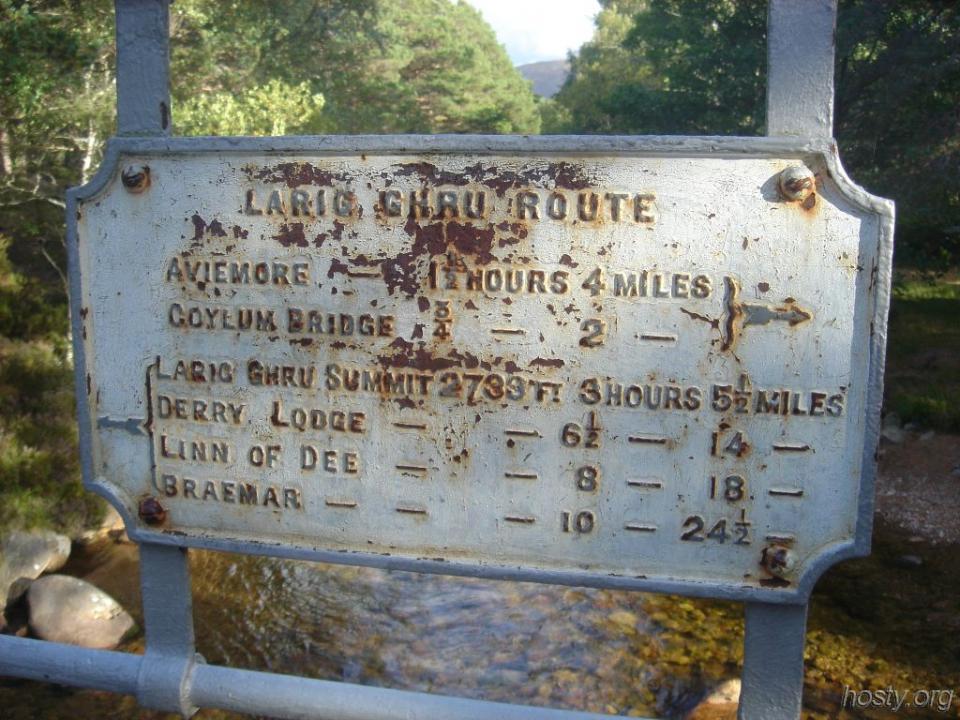 LARIG GHRU ROUTE
AVIEMORE — 1½ HOURS 4 MILES
COYLUM BRIDGE ¾ — 2 —
LARIG GHRU SUMMIT 2733 FT 3 HOURS 5½ MILES
DERRY LODGE — — 6½ — 14 —
LINN OF DEE — — 8 — 18 —
BRAEMAR — — — 10 — 24½ —
hosty.org